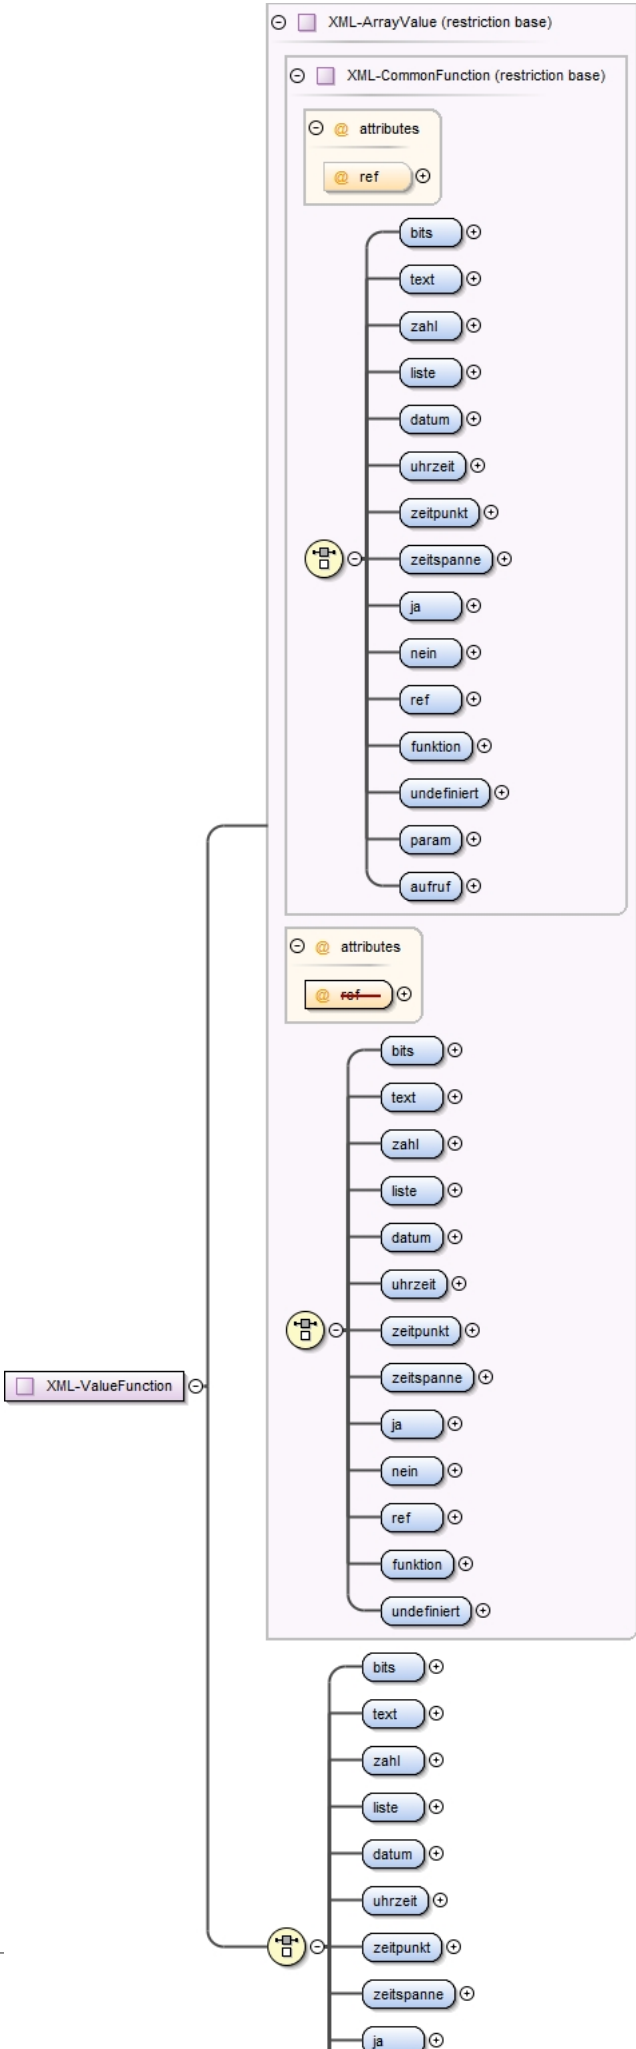 XML-ArrayValue (restriction base)
XML-CommonFunction (restriction base)
@ attributes
@ ref
bits
text
zahl
liste
datum
uhrzeit
zeitpunkt
zeitspanne
ja
nein
ref
funktion
undefiniert
param
aufruf
@ attributes
@ ref
bits
text
zahl
liste
datum
uhrzeit
zeitpunkt
zeitspanne
ja
nein
ref
funktion
undefiniert
XML-ValueFunction
bits
text
zahl
liste
datum
uhrzeit
zeitpunkt
zeitspanne
ja